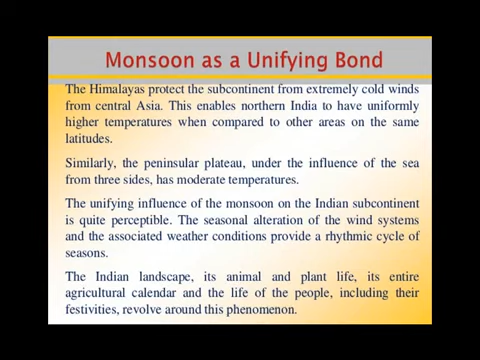 Monsoon as a Unifying Bond
The Himalayas protect the subcontinent from extremely cold winds
from central Asia. This enables northern India to have uniformly
higher temperatures when compared to other areas on the same
latitudes.
Similarly, the peninsular plateau, under the influence of the sea
from three sides, has moderate temperatures.
The unifying influence of the monsoon on the Indian subcontinent
is quite perceptible. The seasonal alteration of the wind systems
and the associated weather conditions provide a rhythmic cycle of
seasons.
The Indian landscape, its animal and plant life, its entire
agricultural calendar and the life of the people, including their
festivities, revolve around this phenomenon.